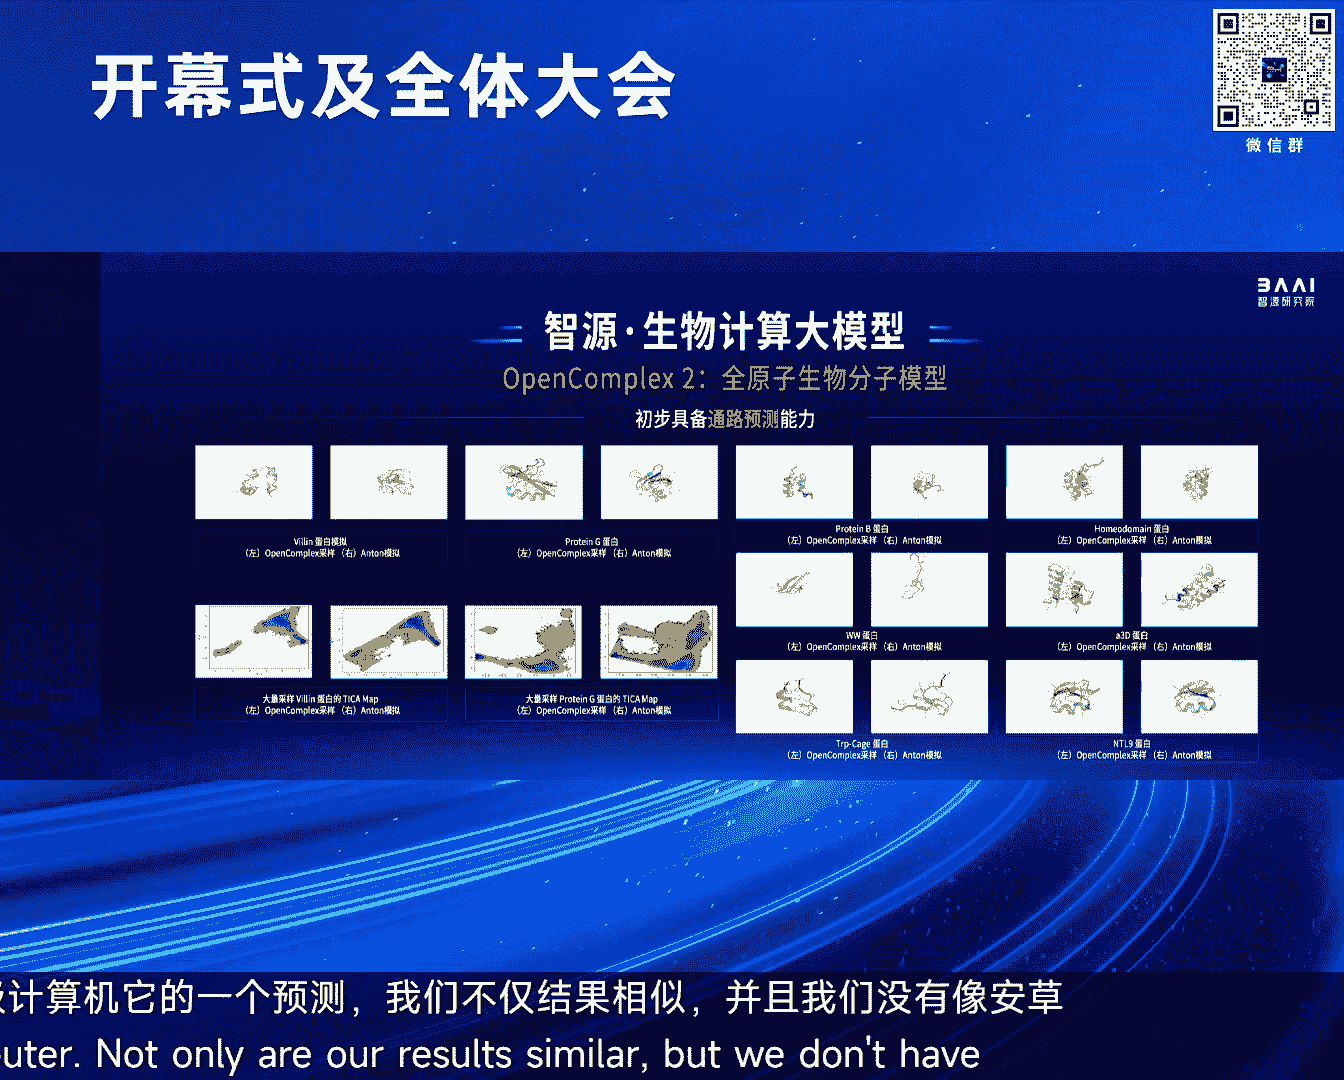 开幕式及全体大会
微信群
BAAI
智源研究院
智源·生物计算大模型
OpenComplex 2：全原子生物分子模型
初步具备通路预测能力
Villin 蛋白模拟
（左）OpenComplex采样 （右）Anton模拟
Protein G 蛋白
（左）OpenComplex采样 （右）Anton模拟
Protein B 蛋白
（左）OpenComplex采样 （右）Anton模拟
Homeodomain 蛋白
（左）OpenComplex采样 （右）Anton模拟
WW 蛋白
（左）OpenComplex采样 （右）Anton模拟
a3D 蛋白
（左）OpenComplex采样 （右）Anton模拟
大量采样 Villin 蛋白的 TICA Map
（左）OpenComplex采样 （右）Anton模拟
大量采样 Protein G 蛋白的 TICA Map
（左）OpenComplex采样 （右）Anton模拟
Trp-Cage 蛋白
（左）OpenComplex采样 （右）Anton模拟
NTL9 蛋白
（左）OpenComplex采样 （右）Anton模拟
计算机它的一个预测，我们不仅结果相似，并且我们没有像安草
uter. Not only are our results similar, but we don't have